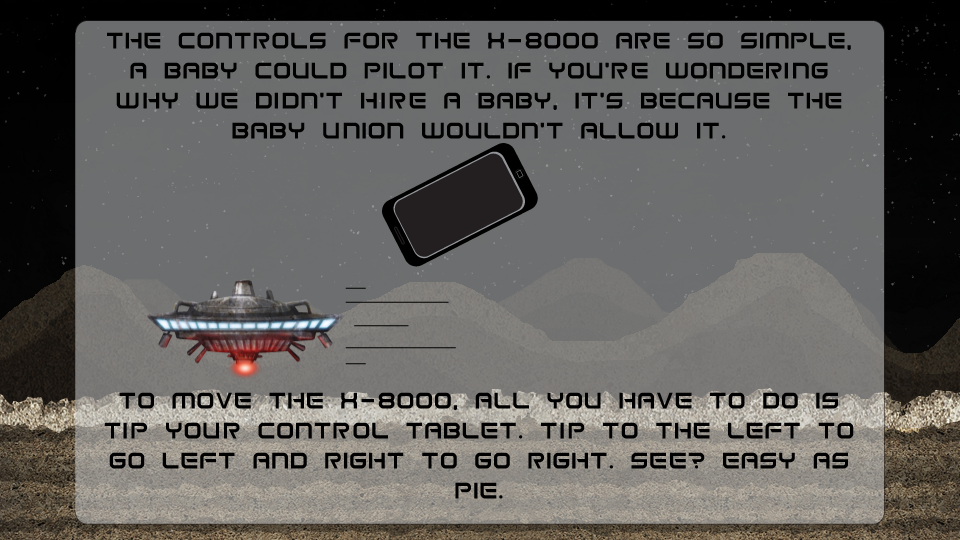 THE CONTROLS FOR THE X-8000 ARE SO SIMPLE,
A BABY COULD PILOT IT. IF YOU'RE WONDERING
WHY WE DIDN'T HIRE A BABY, IT'S BECAUSE THE
BABY UNION WOULDN'T ALLOW IT.
TO MOVE THE X-8000, ALL YOU HAVE TO DO IS
TIP YOUR CONTROL TABLET. TIP TO THE LEFT TO
GO LEFT AND RIGHT TO GO RIGHT. SEE? EASY AS
PIE.